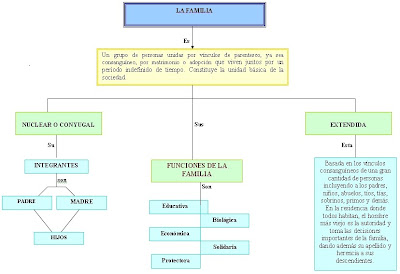 LA FAMILIA
Es
Un grupo de personas unidas por vínculos de parentesco, ya sea
consanguíneo, por matrimonio o adopción que viven juntos por un
período indefinido de tiempo. Constituye la unidad básica de la
sociedad.
NUCLEAR O CONYUGAL
Sus
EXTENDIDA
Su
Esta
INTEGRANTES
son
PADRE
MADRE
HIJOS
FUNCIONES DE LA
FAMILIA
Son
Educativa
Biológica
Económica
Solidaria
Protectora
Basada en los vínculos
consanguíneos de una gran
cantidad de personas
incluyendo a los padres,
niños, abuelos, tíos, tías,
sobrinos, primos y demás.
En la residencia donde
todos habitan, el hombre
más viejo es la autoridad y
toma las decisiones
importantes de la familia,
dando además su apellido y
herencia a sus
descendientes.